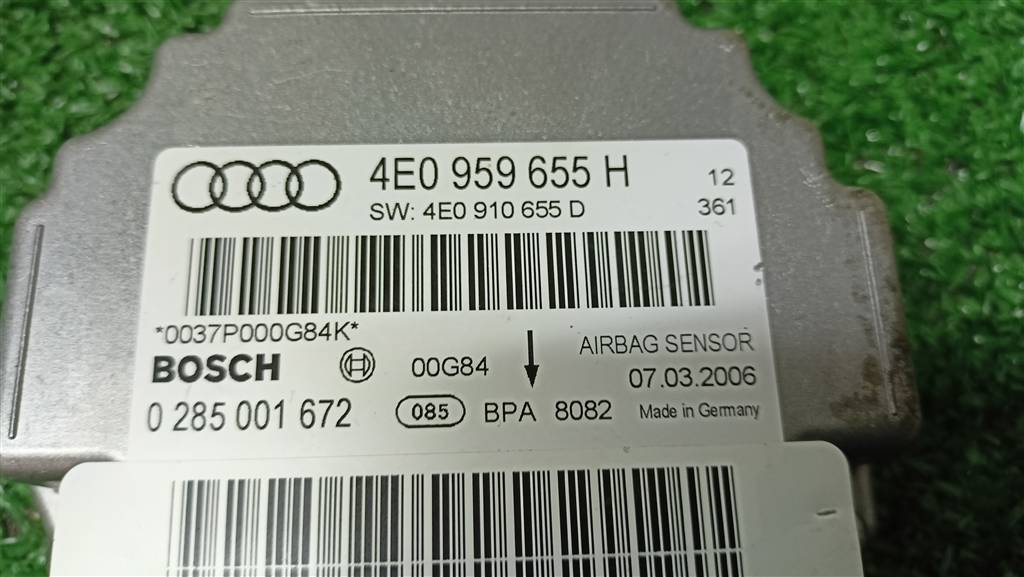 4E0 959 655 H 12
SW: 4E0 910 655 D 361
*0037P000G84K*
AIRBAG SENSOR
BOSCH 00G84 07.03.2006
0 285 001 672 085 BPA 8082 Made in Germany